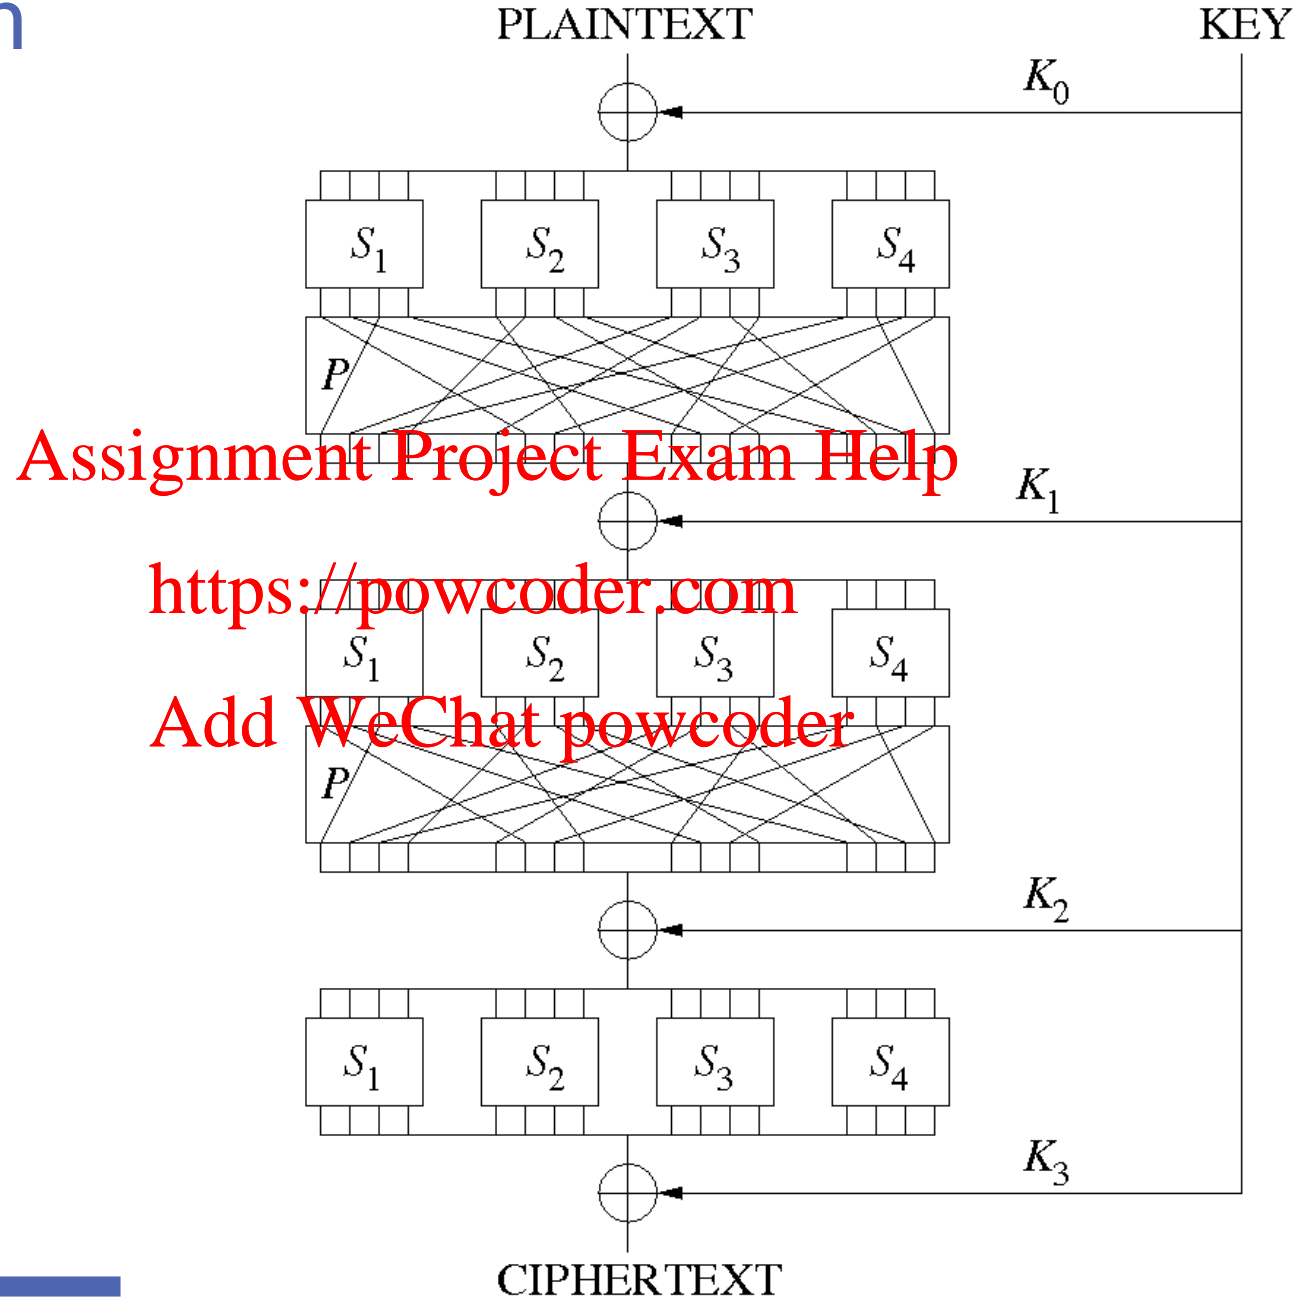 n
PLAINTEXT KEY
K0
S1 S2 S3 S4
P
Assignment Project Exam Help
K1
https://powcoder.com
S1 S2 S3 S4
Add WeChat powcoder
P
K2
S1 S2 S3 S4
K3
CIPHERTEXT